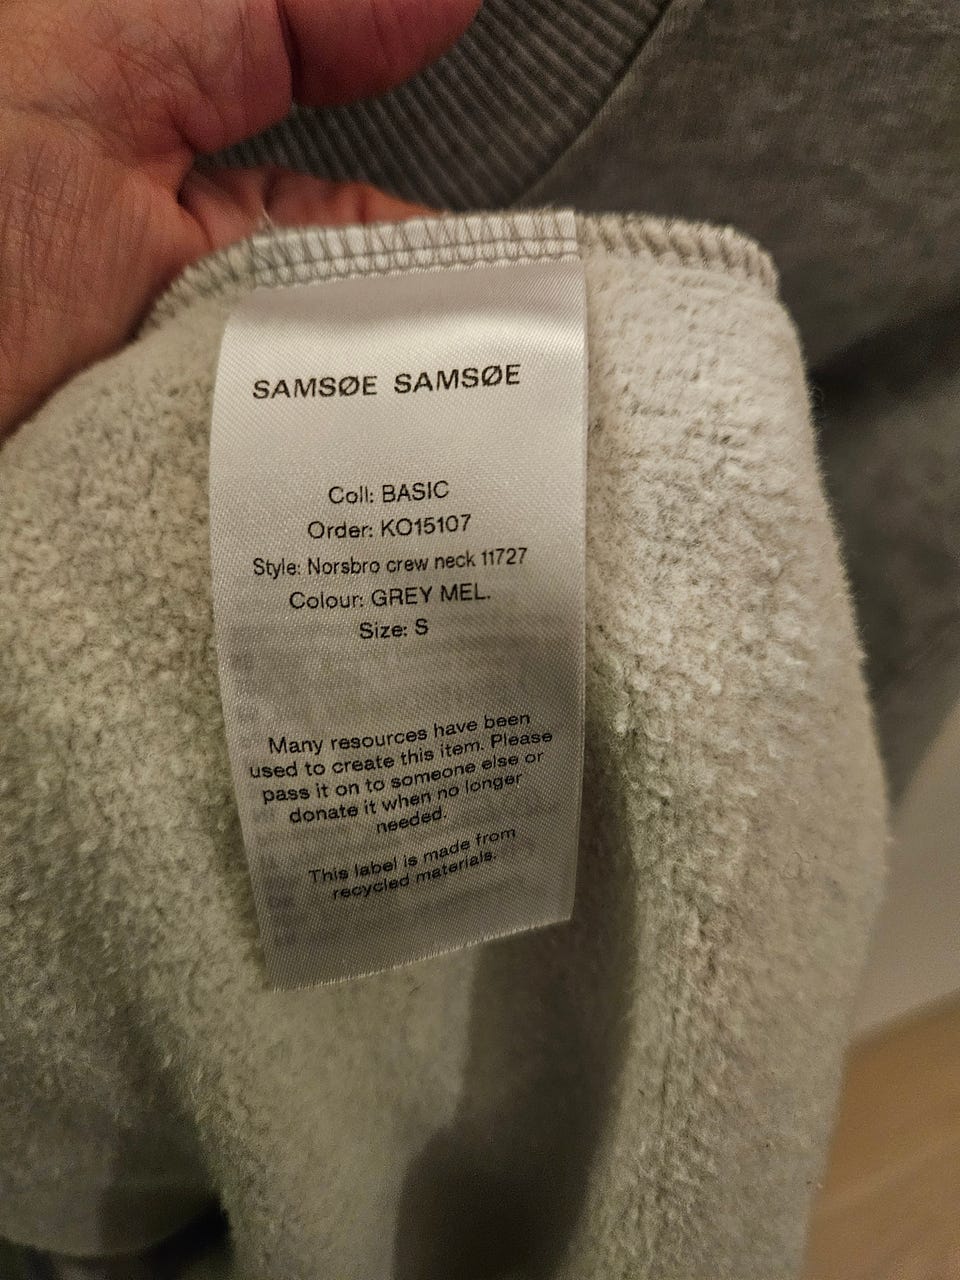 SAMSØE SAMSØE
Coll: BASIC
Order: KO15107
Style: Norsbro crew neck 11727
Colour: GREY MEL.
Size: S
Many resources have been
used to create this item. Please
pass it on to someone else or
donate it when no longer
needed.
This label is made from
recycled materials.